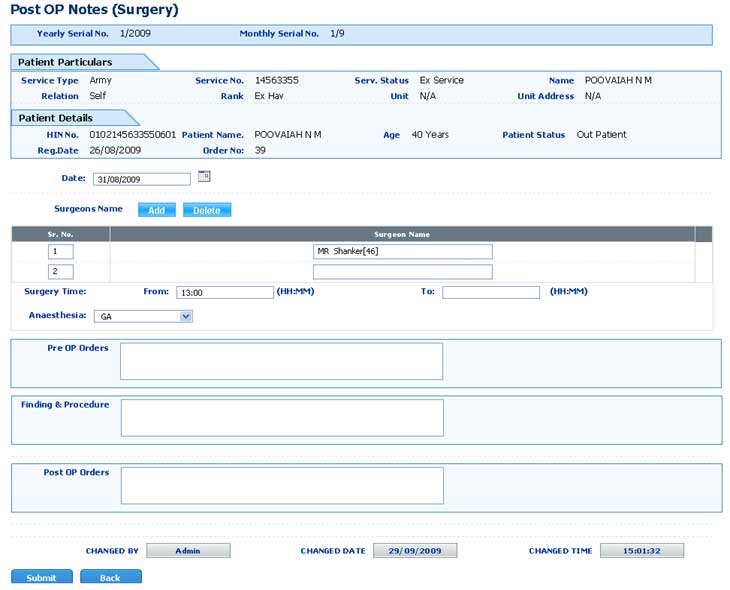 Post OP Notes (Surgery)
Yearly Serial No. 1/2009 Monthly Serial No. 1/9
Patient Particulars
Service Type Army Service No. 14563355 Serv. Status Ex Service Name POOVAIAH N M
Relation Self Rank Ex Hav Unit N/A Unit Address N/A
Patient Details
HIN No. 0102145633550601 Patient Name. POOVAIAH N M Age 40 Years Patient Status Out Patient
Reg.Date 26/08/2009 Order No: 39
Date: 31/08/2009
Surgeons Name Add Delete
Sr. No. Surgeon Name
1 MR Shanker[46]
2
Surgery Time: From: 13:00 (HH:MM) To: (HH:MM)
Anaesthesia: GA
Pre OP Orders
Finding & Procedure
Post OP Orders
CHANGED BY Admin CHANGED DATE 29/09/2009 CHANGED TIME 15:01:32
Submit Back